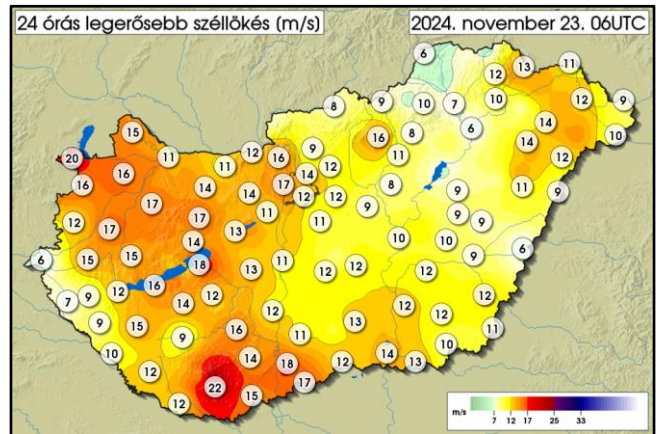 24 órás legerősebb széllökés (m/s) 2024. november 23. 06UTC
6
13 11
12
8 9 10 7 10 12 9
15 16 8 6 14 10
20 11 11 12 16 9 11 14 12
16 16 14 14 17 14 12 12 12 8 9 11 9
17 17 11 11 9 9 9
12 17 14 13 10 10 9 6
6 15 15 18 13 11 12 12 12
7 9 12 16 14 12 12 12 12
9 15 9 16 11 13 12 11
10 12 14 18 12 14 13 10
22 17
12 15
m/s 7 12 17 25 33